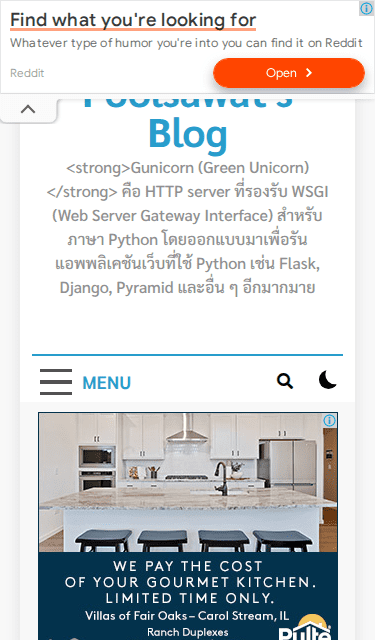 Find what you're looking for
Whatever type of humor you're into you can find it on Reddit
Reddit
Open
Poolsawat's
Blog
<strong>Gunicorn (Green Unicorn)
</strong> คือ HTTP server ที่รองรับ WSGI
(Web Server Gateway Interface) สำหรับ
ภาษา Python โดยออกแบบมาเพื่อรัน
แอพพลิเคชันเว็บที่ใช้ Python เช่น Flask,
Django, Pyramid และอื่น ๆ อีกมากมาย
MENU
WE PAY THE COST
OF YOUR GOURMET KITCHEN.
LIMITED TIME ONLY.
Villas of Fair Oaks – Carol Stream, IL
Ranch Duplexes
Pulte